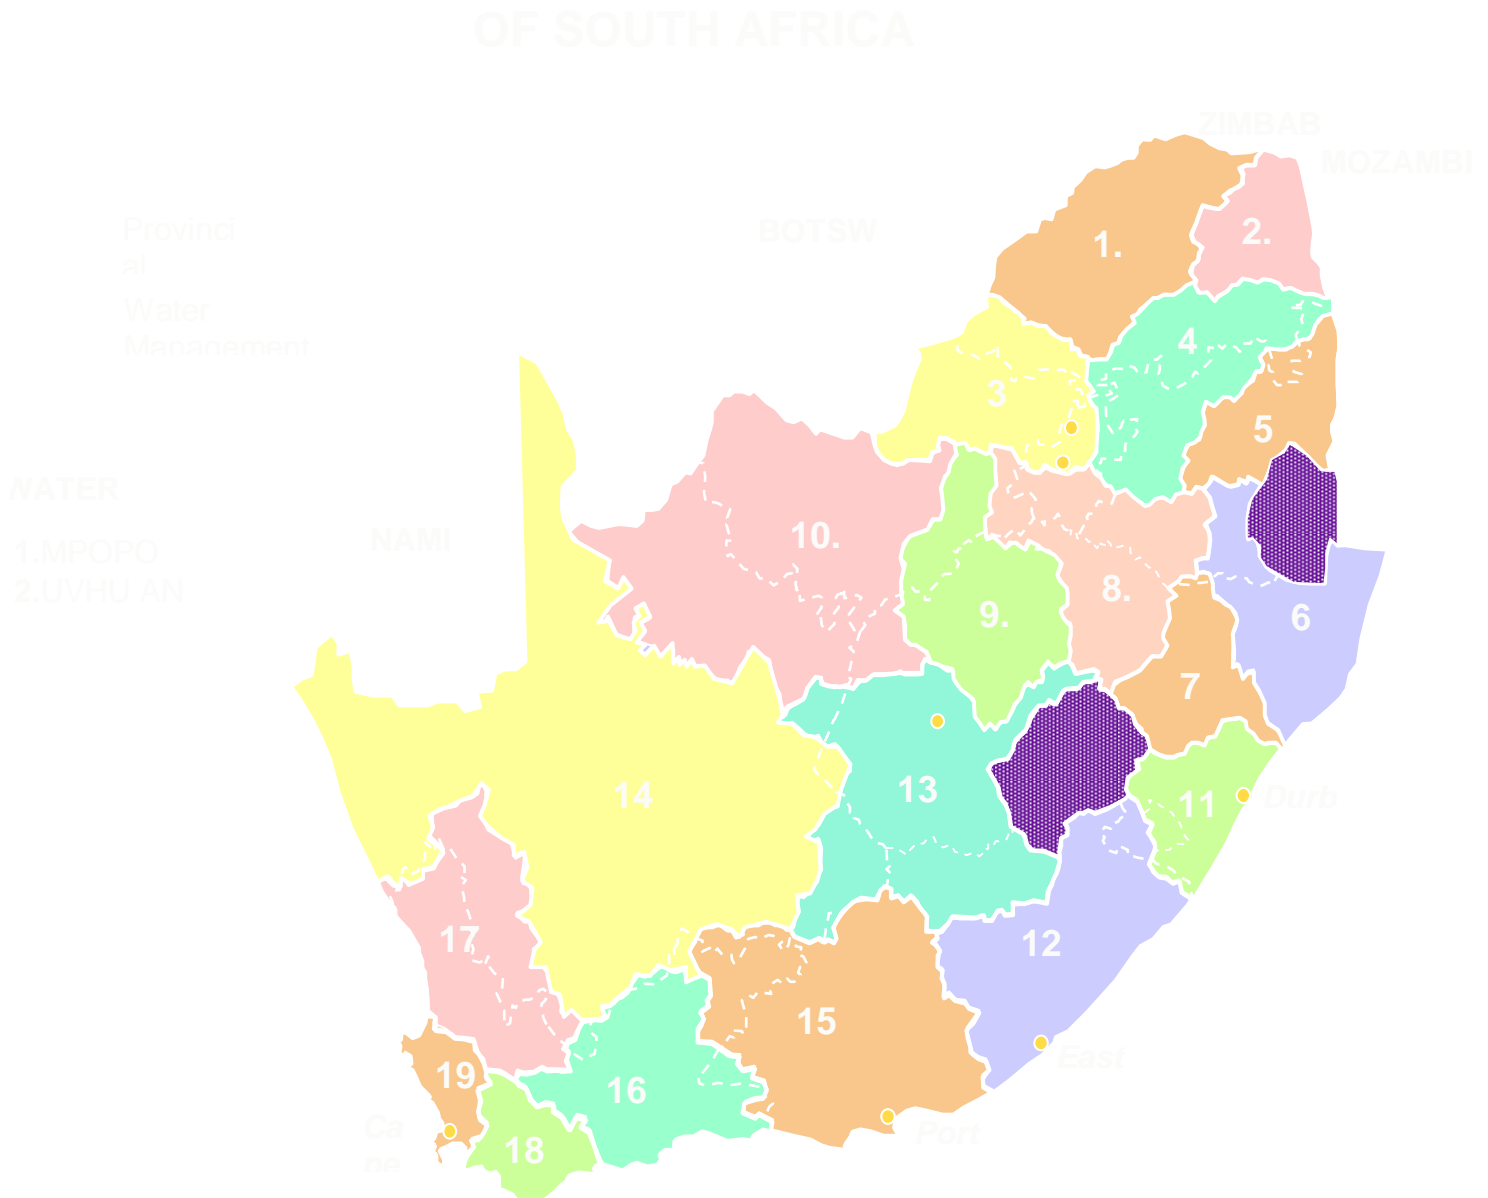 OF SOUTH AFRICA
ZIMBAB
MOZAMBI
BOTSW
Provinci
al
Water
Management
WATER
NAMI
1.MPOPO
2.UVHU AN
1.
2.
4
3
5
10.
8.
9.
6
7
14
13
11
Durb
17
12
15
East
19
16
Ca
pe
Port
18